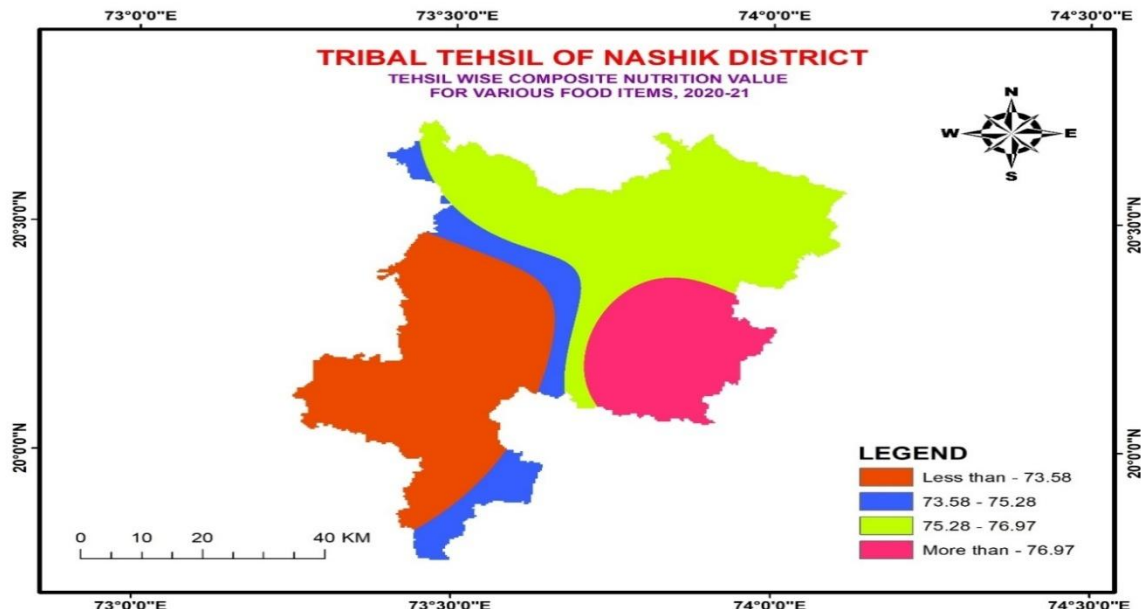 73°0'0"E 73°30'0"E 74°0'0"E 74°30'0"E
TRIBAL TEHSIL OF NASHIK DISTRICT
TEHSIL WISE COMPOSITE NUTRITION VALUE
FOR VARIOUS FOOD ITEMS, 2020-21
N
W E
S
20°30'0"N 20°30'0"N
20°0'0"N 20°0'0"N
LEGEND
Less than - 73.58
73.58 - 75.28
75.28 - 76.97
More than - 76.97
0 10 20 40 KM
73°0'0"E 73°30'0"E 74°0'0"E 74°30'0"E